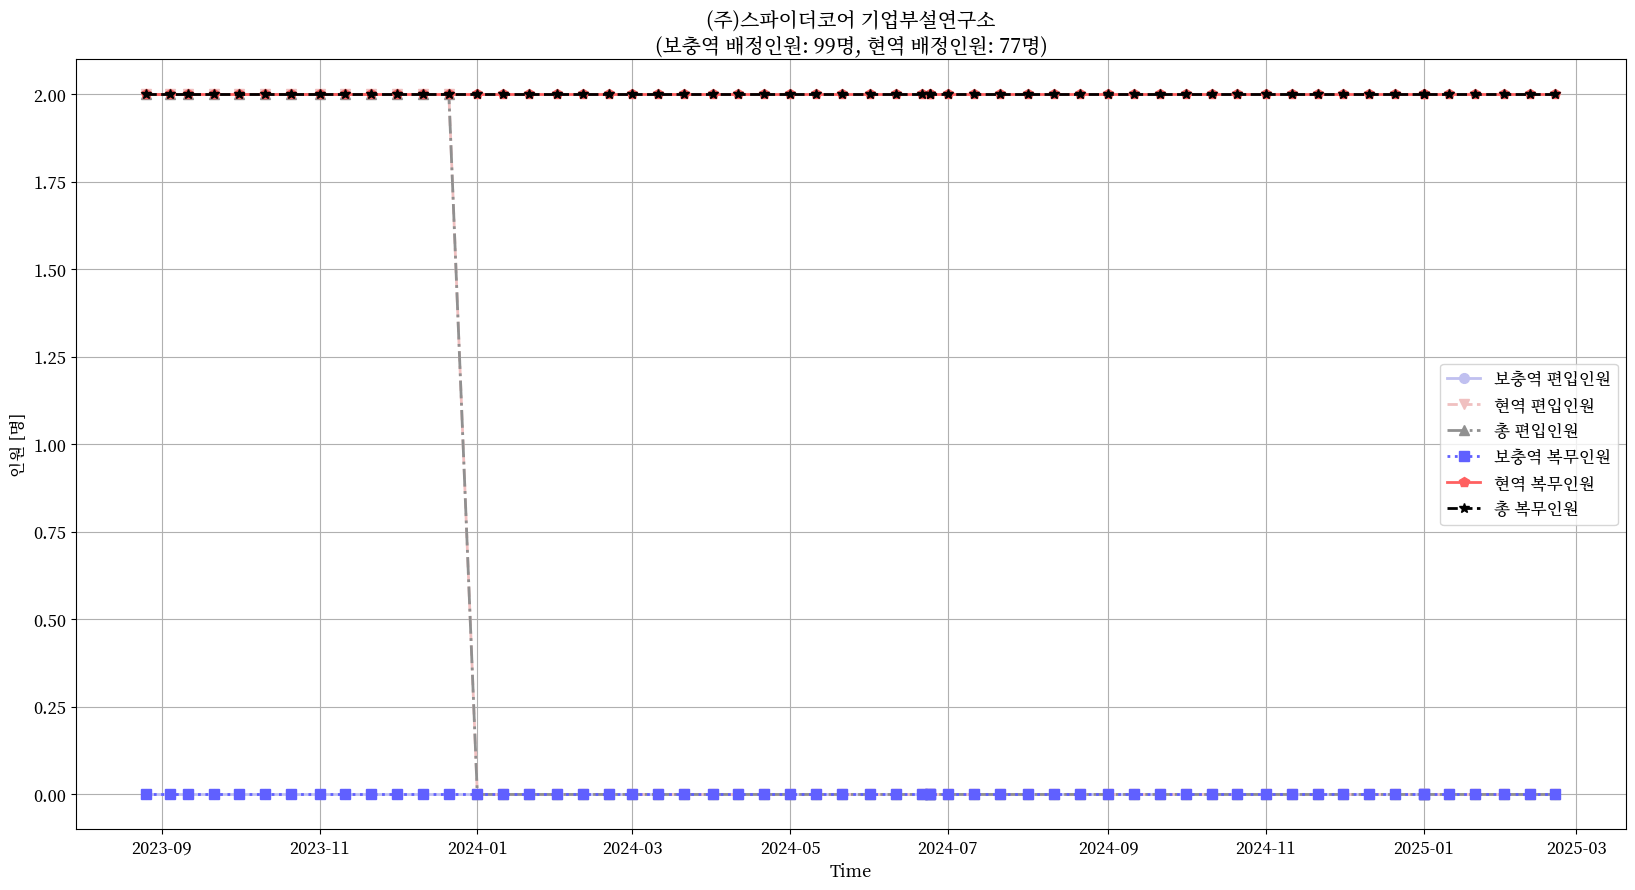 (주)스파이더코어 기업부설연구소
(보충역 배정인원: 99명, 현역 배정인원: 77명)
인원 [명]
2.00
1.75
1.50
1.25
1.00
0.75
0.50
0.25
0.00
보충역 편입인원
현역 편입인원
총 편입인원
보충역 복무인원
현역 복무인원
총 복무인원
2023-09
2023-11
2024-01
2024-03
2024-05
2024-07
2024-09
2024-11
2025-01
2025-03
Time